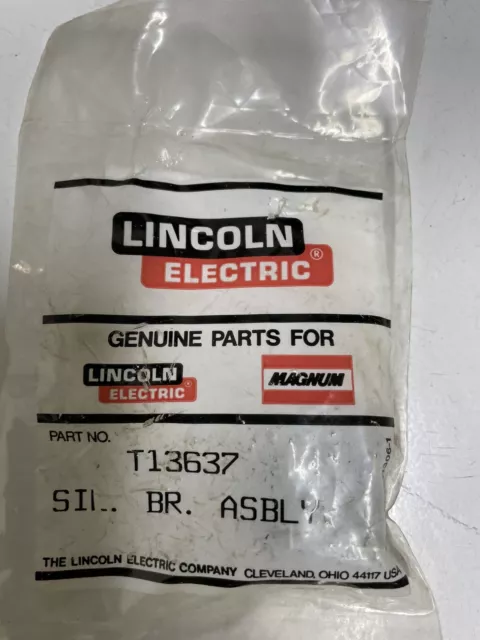 LINCOLN®
ELECTRIC
GENUINE PARTS FOR
LINCOLN®
ELECTRIC
MAGNUM
PART NO.
T13637
BR. ASBLY
THE LINCOLN ELECTRIC COMPANY CLEVELAND, OHIO 44117 USA